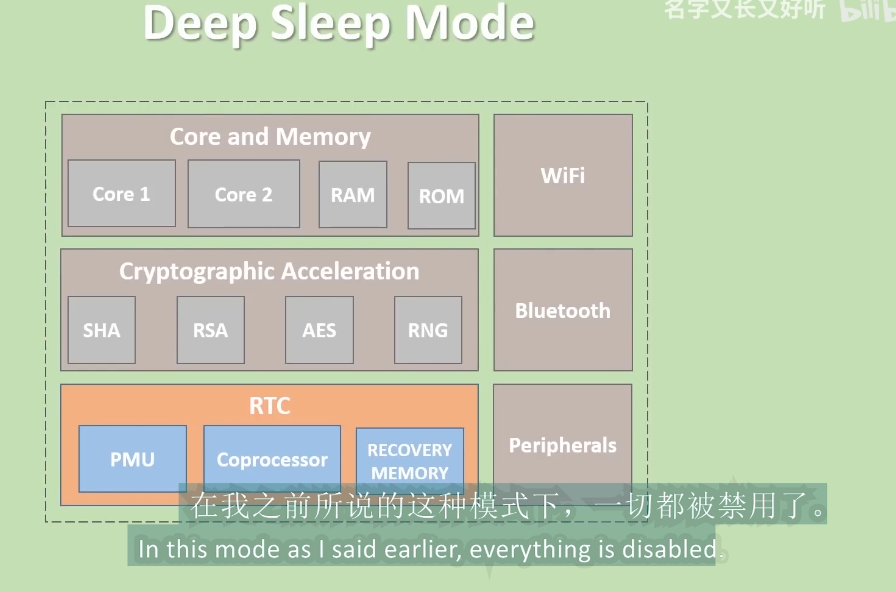 名字又长又好听
Deep Sleep Mode
Core and Memory
Core 1
Core 2
RAM
ROM
WiFi
Cryptographic Acceleration
SHA
RSA
AES
RNG
Bluetooth
RTC
PMU
Coprocessor
RECOVERY
MEMORY
Peripherals
在我之前所说的这种模式下，一切都被禁用了。
In this mode as I said earlier, everything is disabled.